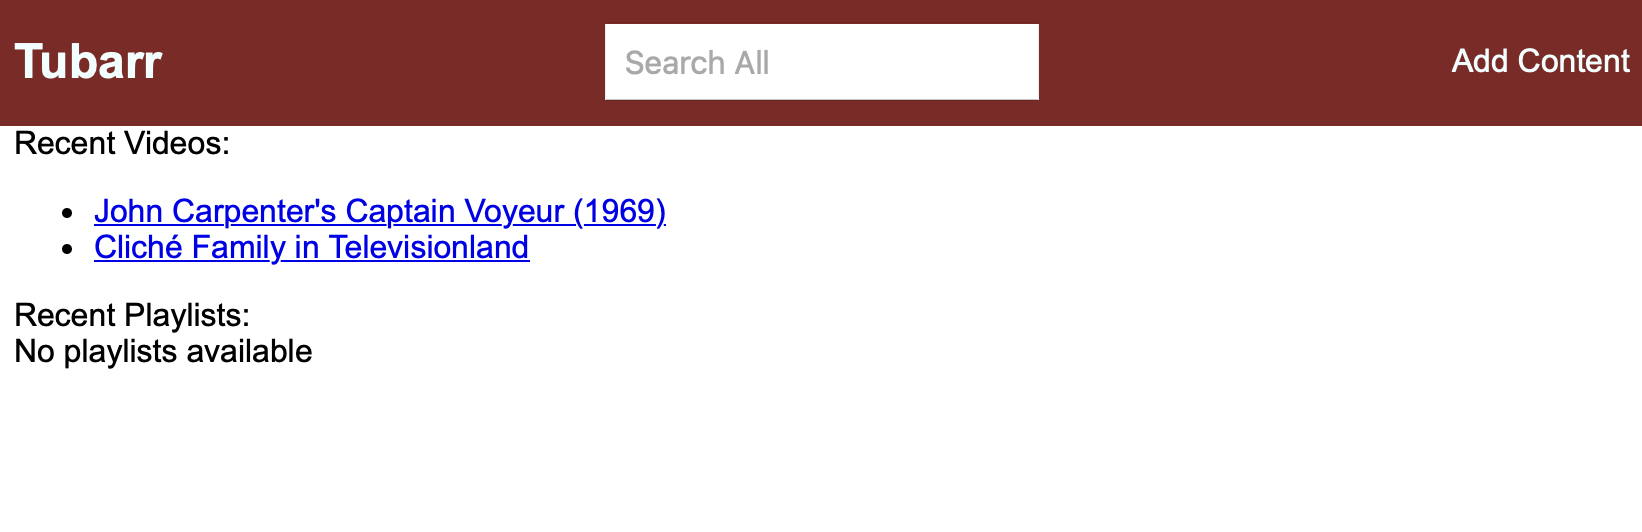 Tubarr
Search All
Add Content
Recent Videos:
John Carpenter's Captain Voyeur (1969)
Cliché Family in Televisionland
Recent Playlists:
No playlists available